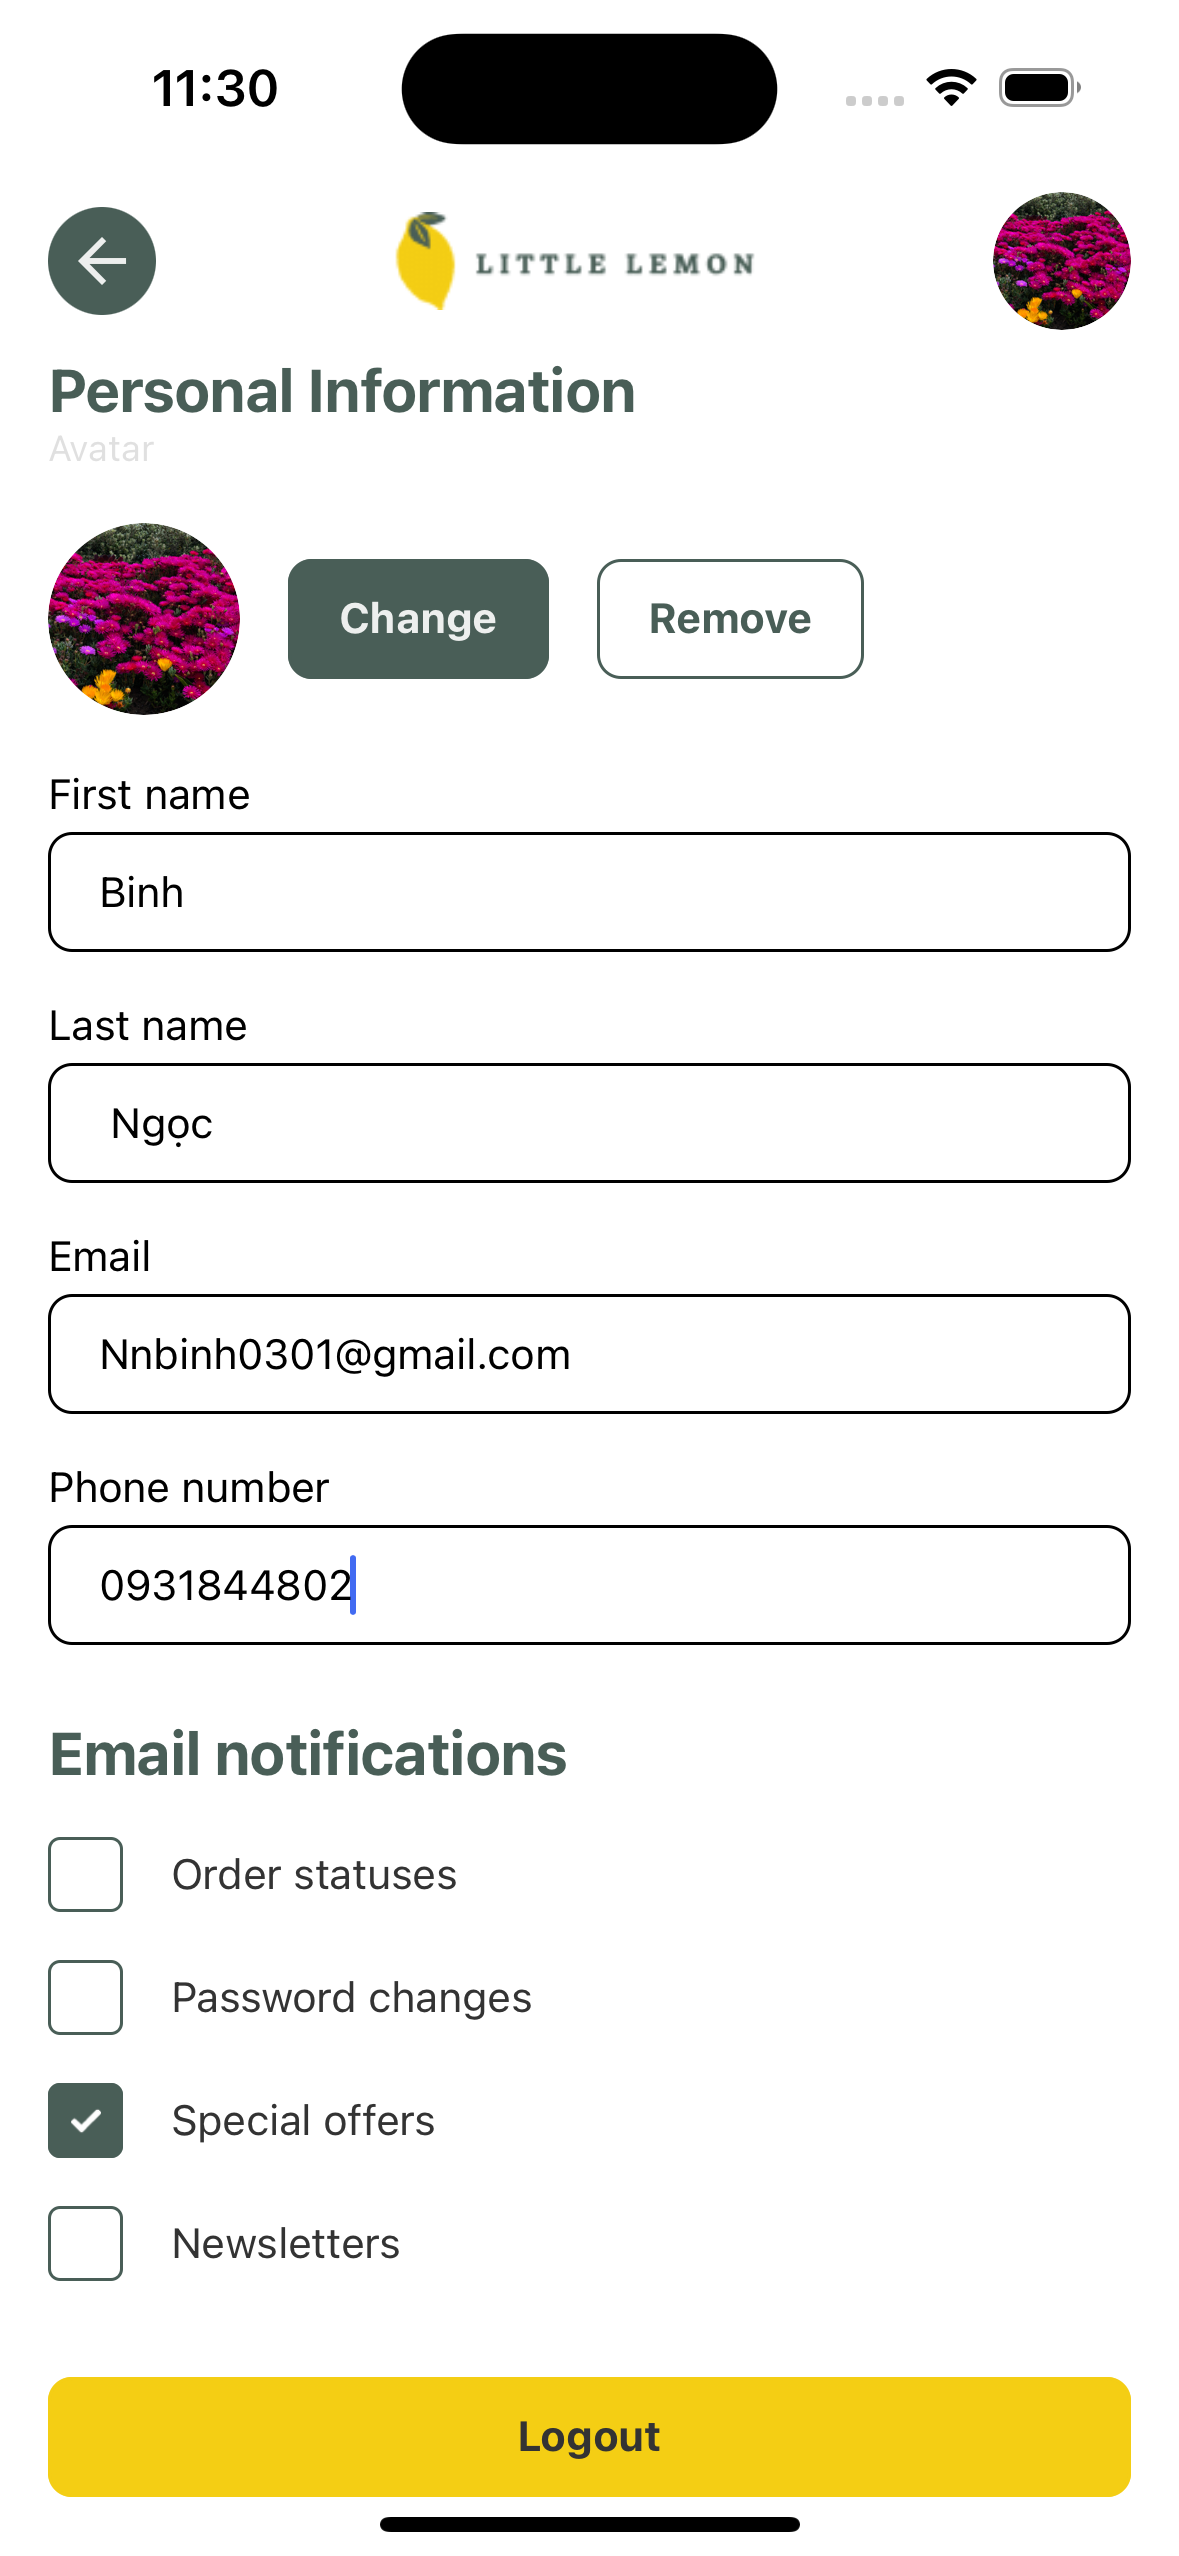 11:30
LITTLE LEMON
Personal Information
Avatar
Change
Remove
First name
Binh
Last name
Ngọc
Email
Nnbinh0301@gmail.com
Phone number
0931844802
Email notifications
Order statuses
Password changes
Special offers
Newsletters
Logout